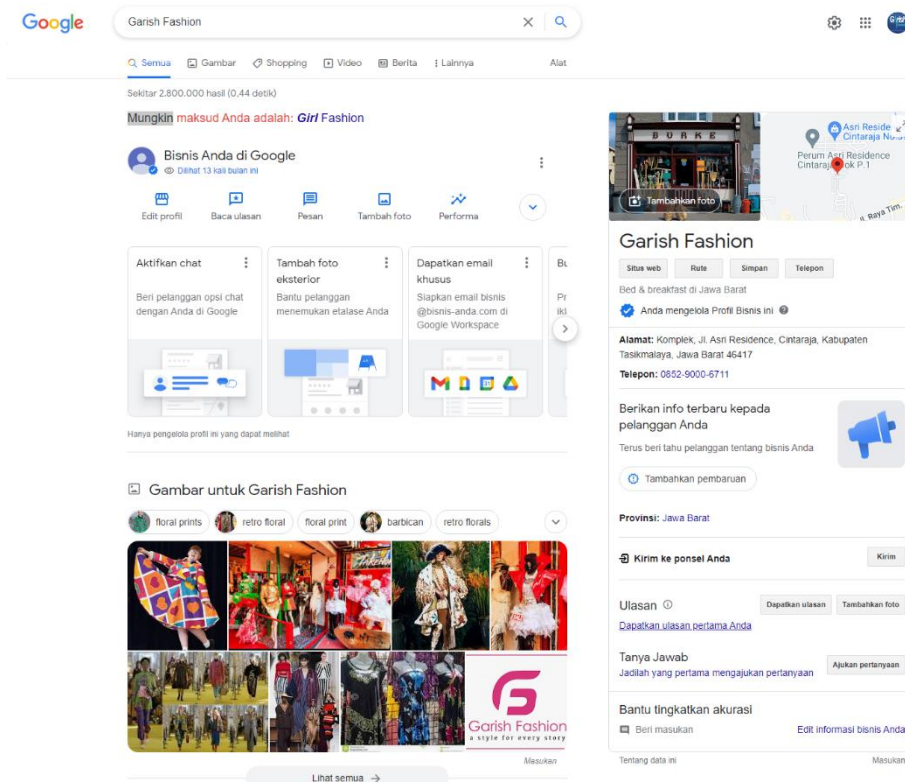 Google
Garish Fashion
Semua
Gambar
Shopping
Video
Berita
Lainnya
Alat
Sekitar 2.800.000 hasil (0.44 detik)
Mungkin maksud Anda adalah: Girl Fashion
Bisnis Anda di Google
Dilihat 13 kali bulan ini
Edit profil
Baca ulasan
Pesan
Tambah foto
Performa
Aktifkan chat
Beri pelanggan opsi chat
dengan Anda di Google
Tambah foto
eksterior
Bantu pelanggan
menemukan etalase Anda
Dapatkan email
khusus
Siapkan email bisnis
@bisnis-anda.com di
Google Workspace
Hanya pengelola profil ini yang dapat melihat
Gambar untuk Garish Fashion
floral prints
retro floral
floral print
barbican
retro florals
Garish Fashion
a style for every story
Masukan
Lihat semua →
BURKE
Tambahkan foto
Asri Reside
Cintaraja
Perum Asri Residence
Jl. Raya Tim.
Garish Fashion
Situs web
Rute
Simpan
Telepon
Bed & breakfast di Jawa Barat
Anda mengelola Profil Bisnis ini
Alamat: Komplek, Jl. Asri Residence, Cintaraja, Kabupaten
Tasikmalaya, Jawa Barat 46417
Telepon: 0852-9000-6711
Berikan info terbaru kepada
pelanggan Anda
Terus beri tahu pelanggan tentang bisnis Anda
Tambahkan pembaruan
Provinsi: Jawa Barat
Kirim ke ponsel Anda
Kirim
Ulasan
Dapatkan ulasan
Tambahkan foto
Dapatkan ulasan pertama Anda
Tanya Jawab
Jadilah yang pertama mengajukan pertanyaan
Ajukan pertanyaan
Bantu tingkatkan akurasi
Beri masukan
Edit informasi bisnis Anda
Tentang data ini
Masukan